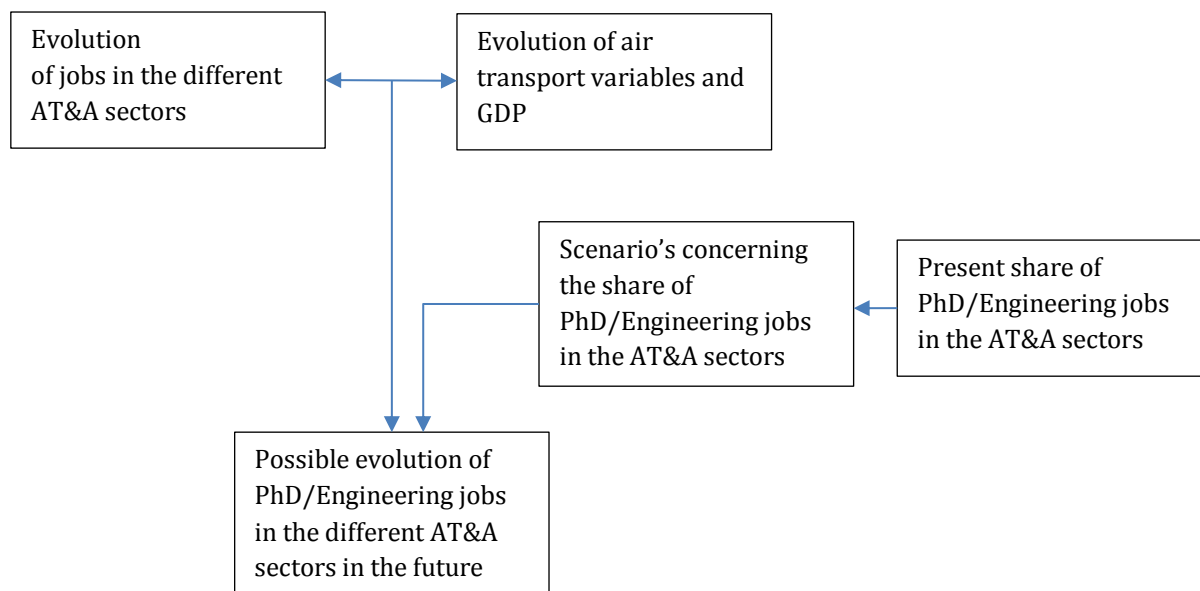 Evolution
of jobs in the different
AT&A sectors
Evolution of air
transport variables and
GDP
Scenario’s concerning
the share of
PhD/Engineering jobs
in the AT&A sectors
Present share of
PhD/Engineering jobs
in the AT&A sectors
Possible evolution of
PhD/Engineering jobs
in the different AT&A
sectors in the future